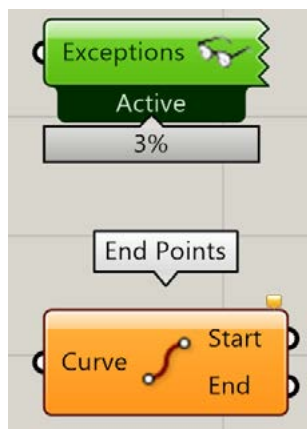 Exceptions
Active
3%
End Points
Curve
Start
End